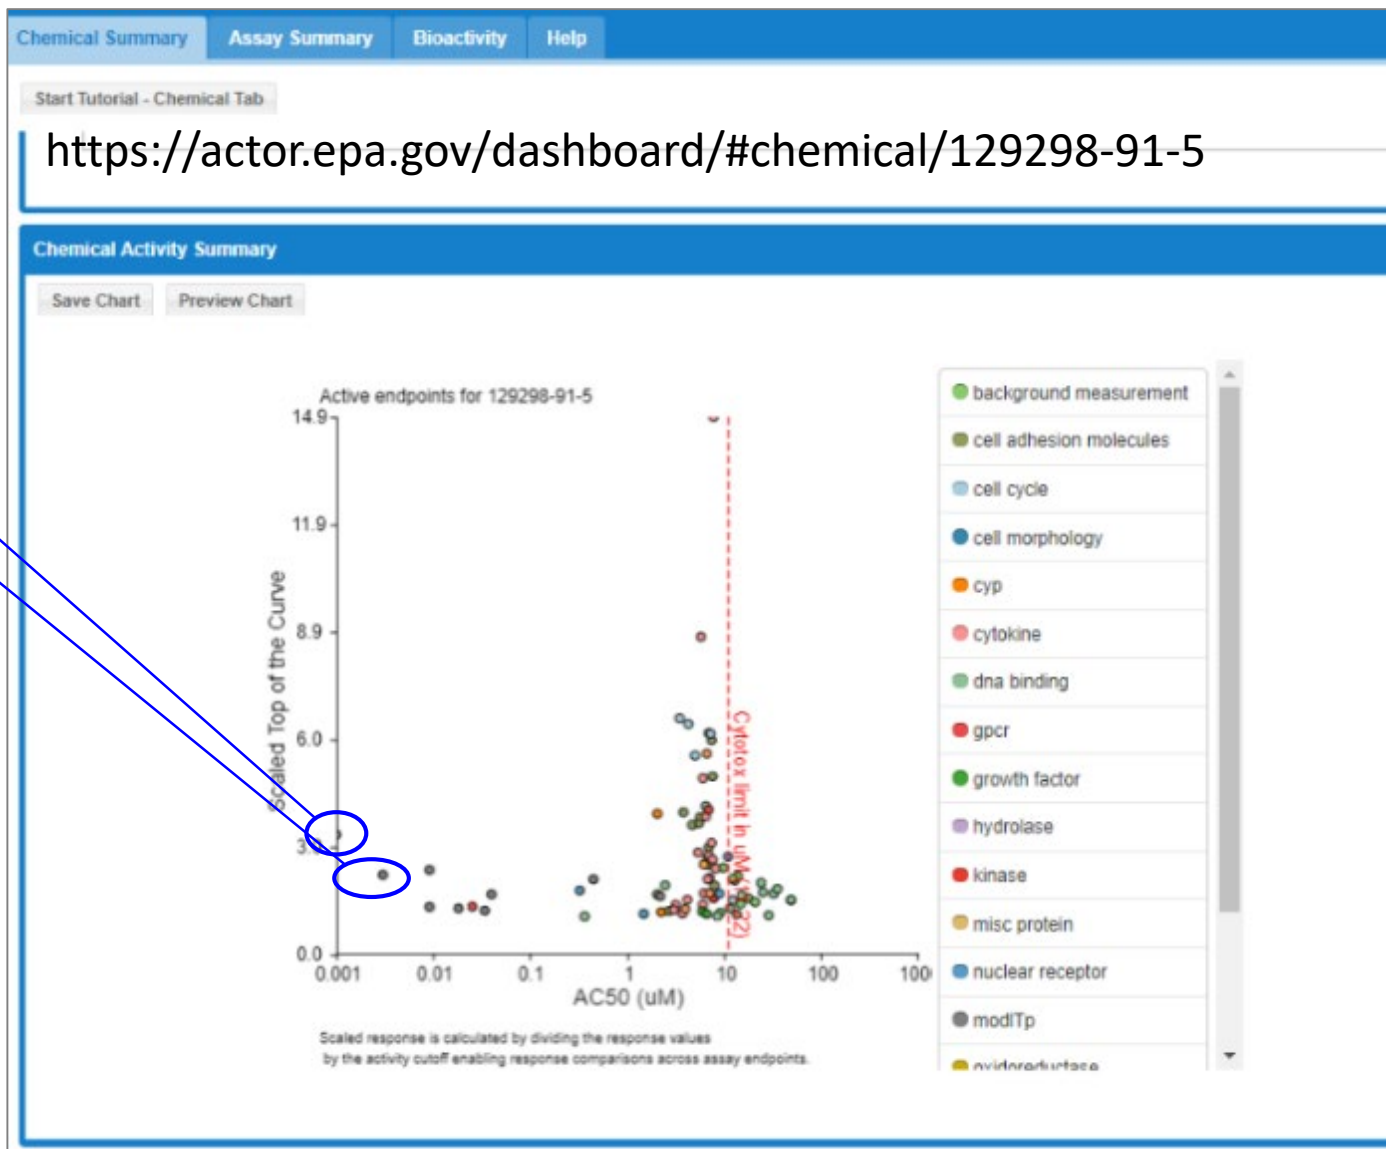 Chemical Summary Assay Summary Bioactivity Help
Start Tutorial - Chemical Tab
https://actor.epa.gov/dashboard/#chemical/129298-91-5
Chemical Activity Summary
Save Chart Preview Chart
Active endpoints for 129298-91-5
14.9
11.9
8.9
6.0
0.0
Scaled Top of the Curve
0.001 0.01 0.1 1 10 100 100
AC50 (uM)
Cytotox limit in
Scaled response is calculated by dividing the response values
by the activity cutoff enabling response comparisons across assay endpoints.
background measurement
cell adhesion molecules
cell cycle
cell morphology
cyp
cytokine
dna binding
gpcr
growth factor
hydrolase
kinase
misc protein
nuclear receptor
modITp
oxidoreductase